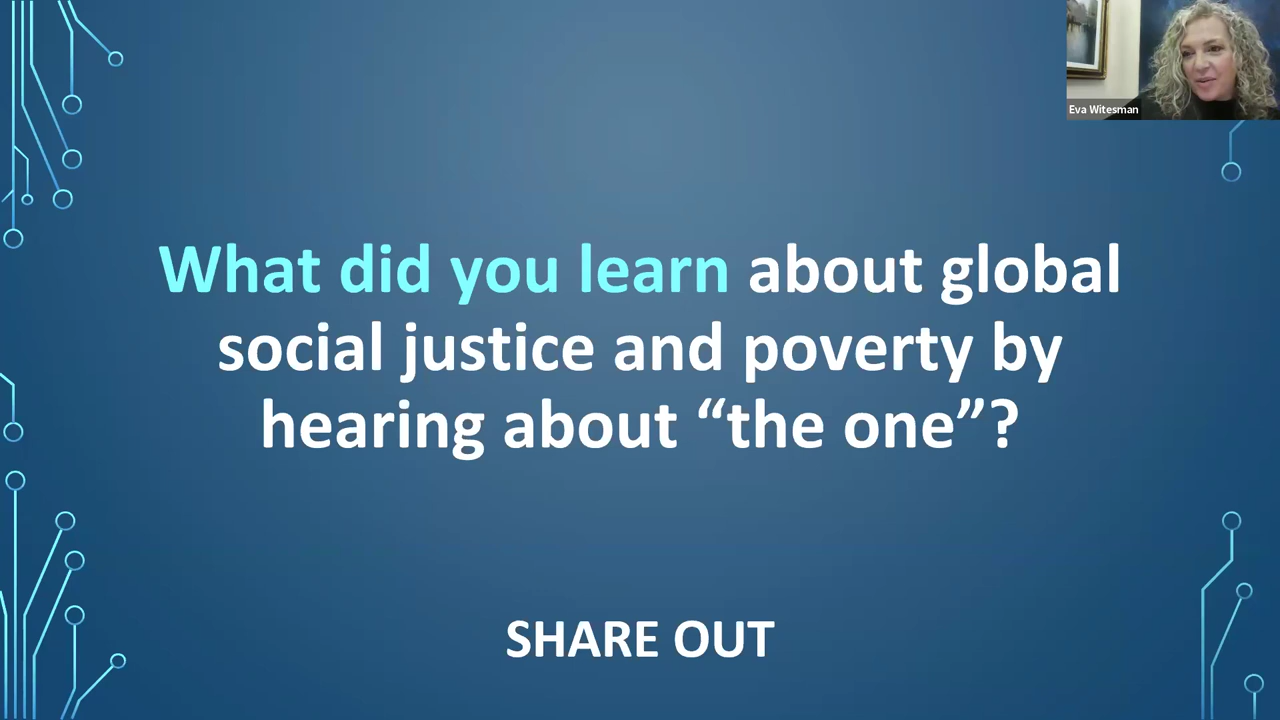 Eva Witesman
What did you learn about global
social justice and poverty by
hearing about “the one”?
SHARE OUT